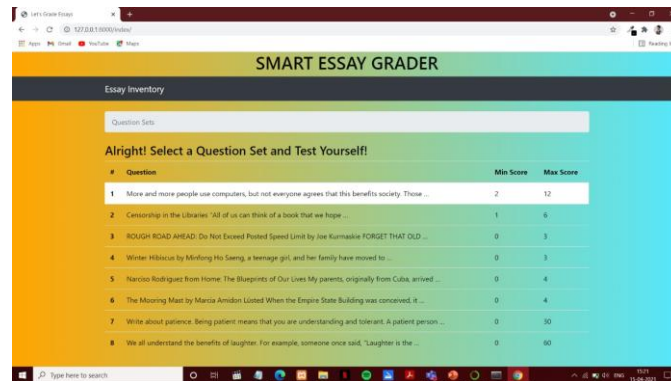 Let's Grade Essays
127.0.0.1:8000/index/
Apps Gmail YouTube Maps Reading
SMART ESSAY GRADER
Essay Inventory
Question Sets
Alright! Select a Question Set and Test Yourself!
# Question Min Score Max Score
1 More and more people use computers, but not everyone agrees that this benefits society. Those ... 2 12
2 Censorship in the Libraries "All of us can think of a book that we hope ... 1 6
3 ROUGH ROAD AHEAD: Do Not Exceed Posted Speed Limit by Joe Kurmaskie FORGET THAT OLD ... 0 3
4 Winter Hibiscus by Minfong Ho Saeng, a teenage girl, and her family have moved to ... 0 3
5 Narciso Rodriguez from Home: The Blueprints of Our Lives My parents, originally from Cuba, arrived ... 0 4
6 The Mooring Mast by Marcia Amidon Lüsted When the Empire State Building was conceived, it ... 0 4
7 Write about patience. Being patient means that you are understanding and tolerant. A patient person ... 0 30
8 We all understand the benefits of laughter. For example, someone once said, "Laughter is the ... 0 60
Type here to search ENG 15:21
15-04-2021